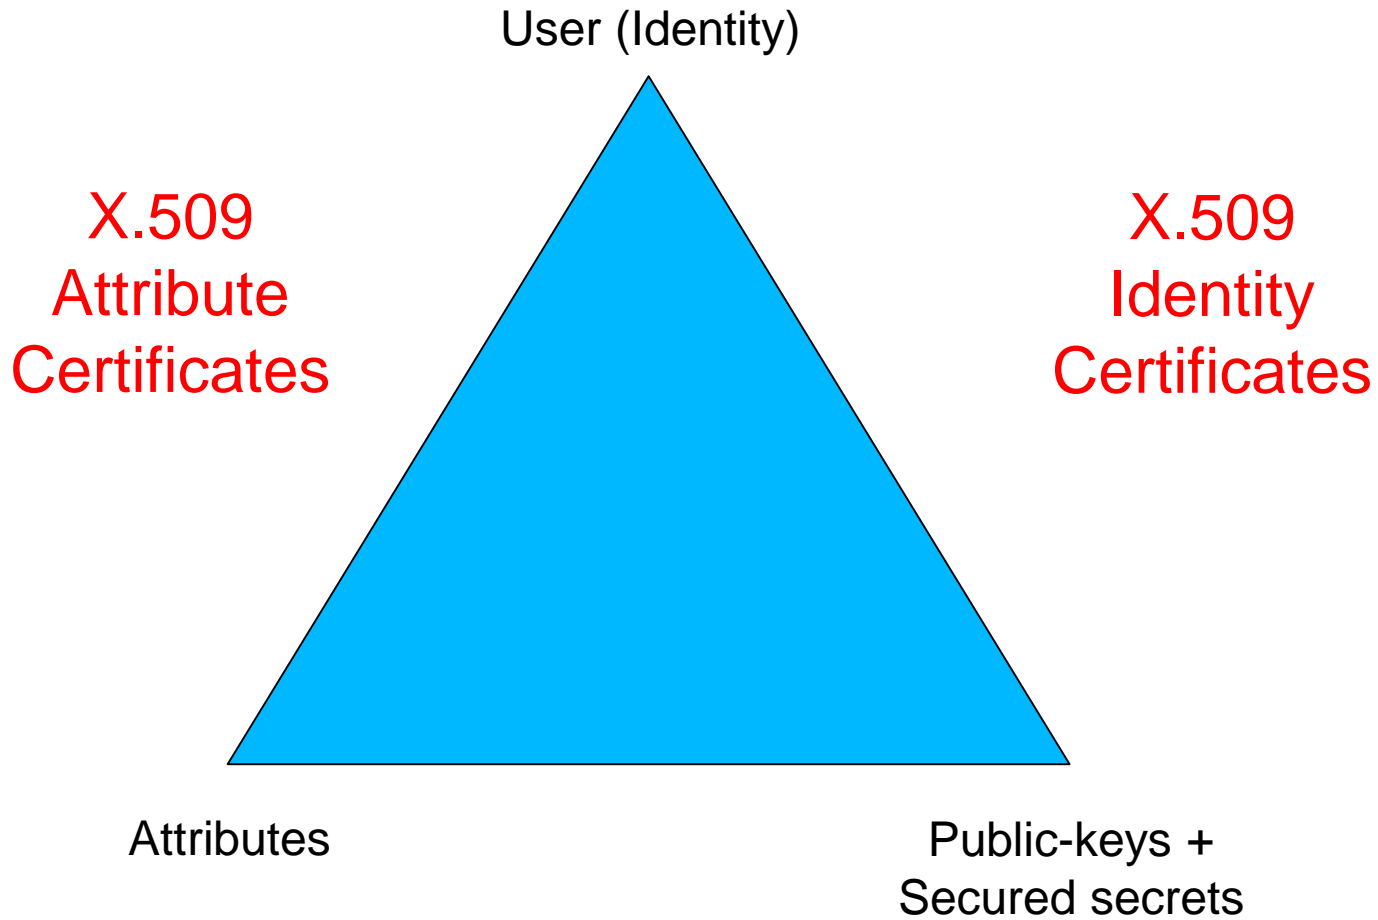 User (Identity)
X.509
Attribute
Certificates
X.509
Identity
Certificates
Attributes
Public-keys +
Secured secrets